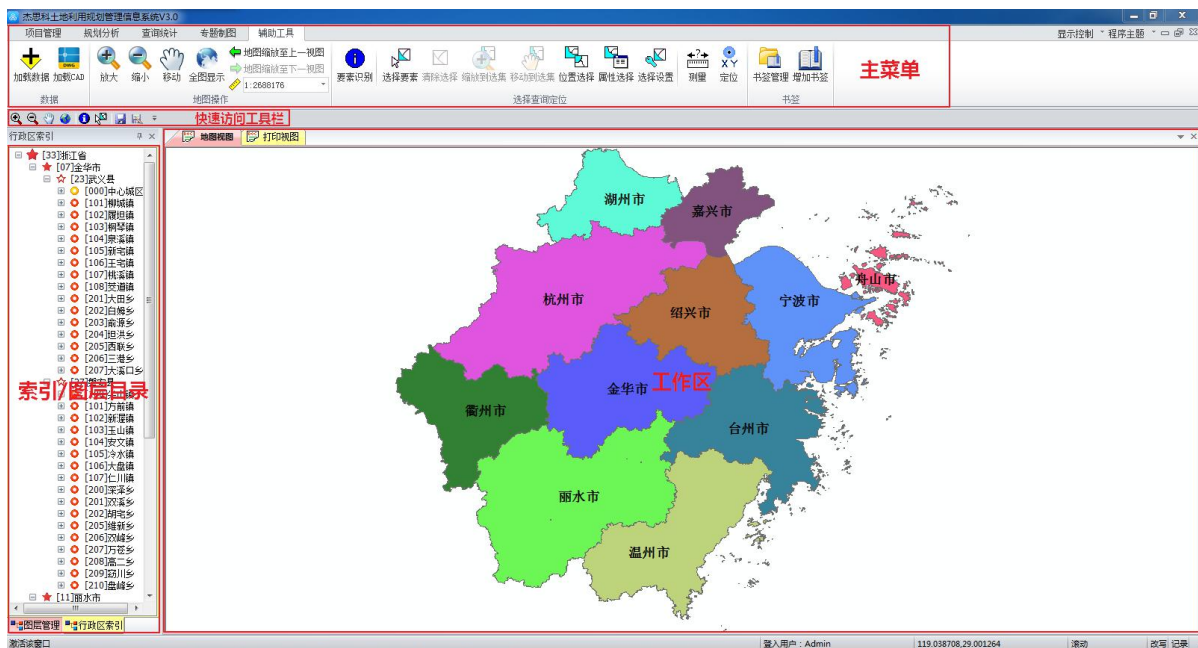 杰思科土地利用规划管理信息系统V3.0
项目管理 规划分析 查询统计 专题制图 辅助工具 显示控制 程序主题
加载数据 加载CAD 放大 缩小 移动 全图显示 地图缩放至上一视图
地图缩放至下一视图
1:2688176
要素识别 选择要素 清除选择 缩放到选集 移动到选集 位置选择 属性选择 选择设置 测量 定位 书签管理 增加书签
主菜单
数据 地图操作 选择查询定位 书签
快速访问工具栏
行政区索引
地图视图 打印视图
[33]浙江省
[07]金华市
[23]武义县
[000]中心城区
[101]柳城镇
[102]履坦镇
[103]桐琴镇
[104]泉溪镇
[105]新宅镇
[106]王宅镇
[107]桃溪镇
[108]茭道镇
[201]大田乡
[202]白姆乡
[203]俞源乡
[204]坦洪乡
[205]西联乡
[206]三港乡
[207]大溪口乡
索引/图层目录
[101]方前镇
[102]新渥镇
[103]玉山镇
[104]安文镇
[105]冷水镇
[106]大盘镇
[107]仁川镇
[200]深泽乡
[201]双溪乡
[202]胡宅乡
[205]维新乡
[206]双峰乡
[207]万苍乡
[208]高二乡
[209]窈川乡
[210]盘峰乡
[11]丽水市
图层管理 行政区索引
湖州市
嘉兴市
杭州市
绍兴市
宁波市
舟山市
金华市
工作区
衢州市
台州市
丽水市
温州市
激活该窗口 登入用户：Admin 119.038708,29.001264 滚动 改写 记录